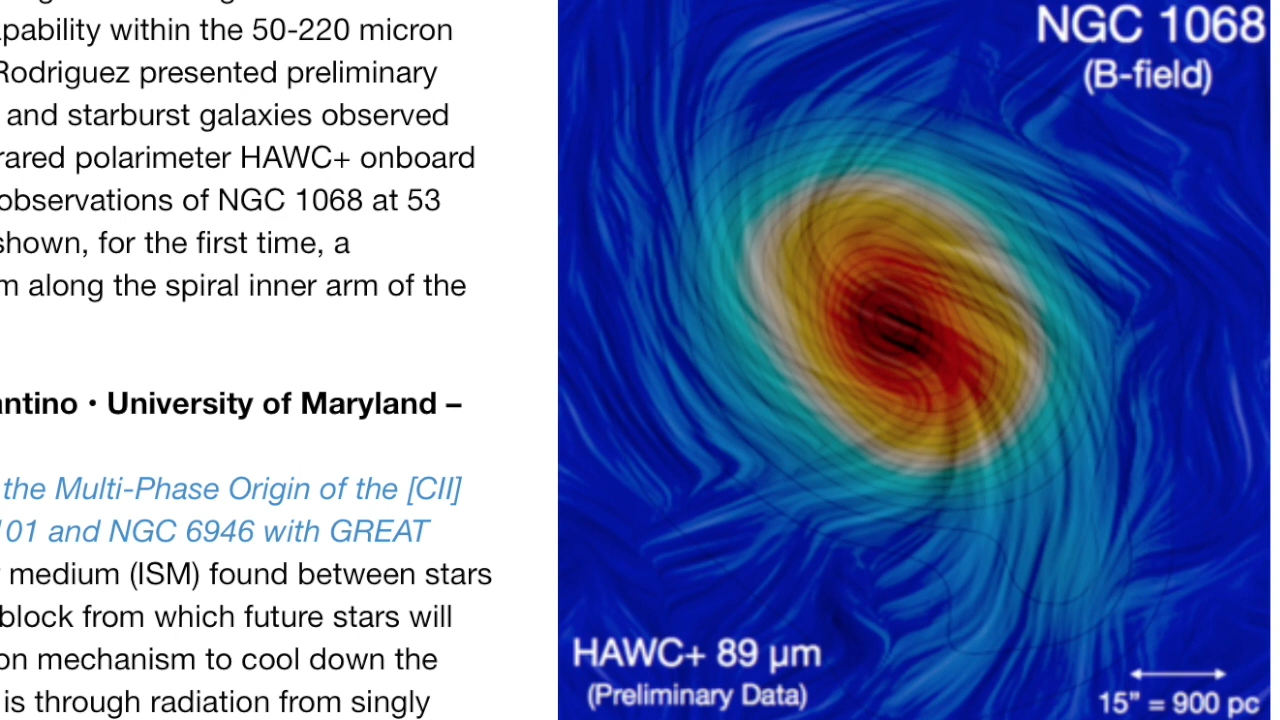 pability within the 50-220 micron
Rodriguez presented preliminary
and starburst galaxies observed
rared polarimeter HAWC+ onboard
observations of NGC 1068 at 53
shown, for the first time, a
m along the spiral inner arm of the
antino • University of Maryland –
the Multi-Phase Origin of the [CII]
101 and NGC 6946 with GREAT
medium (ISM) found between stars
block from which future stars will
on mechanism to cool down the
is through radiation from singly
NGC 1068
(B-field)
HAWC+ 89 µm
(Preliminary Data)
15” = 900 pc